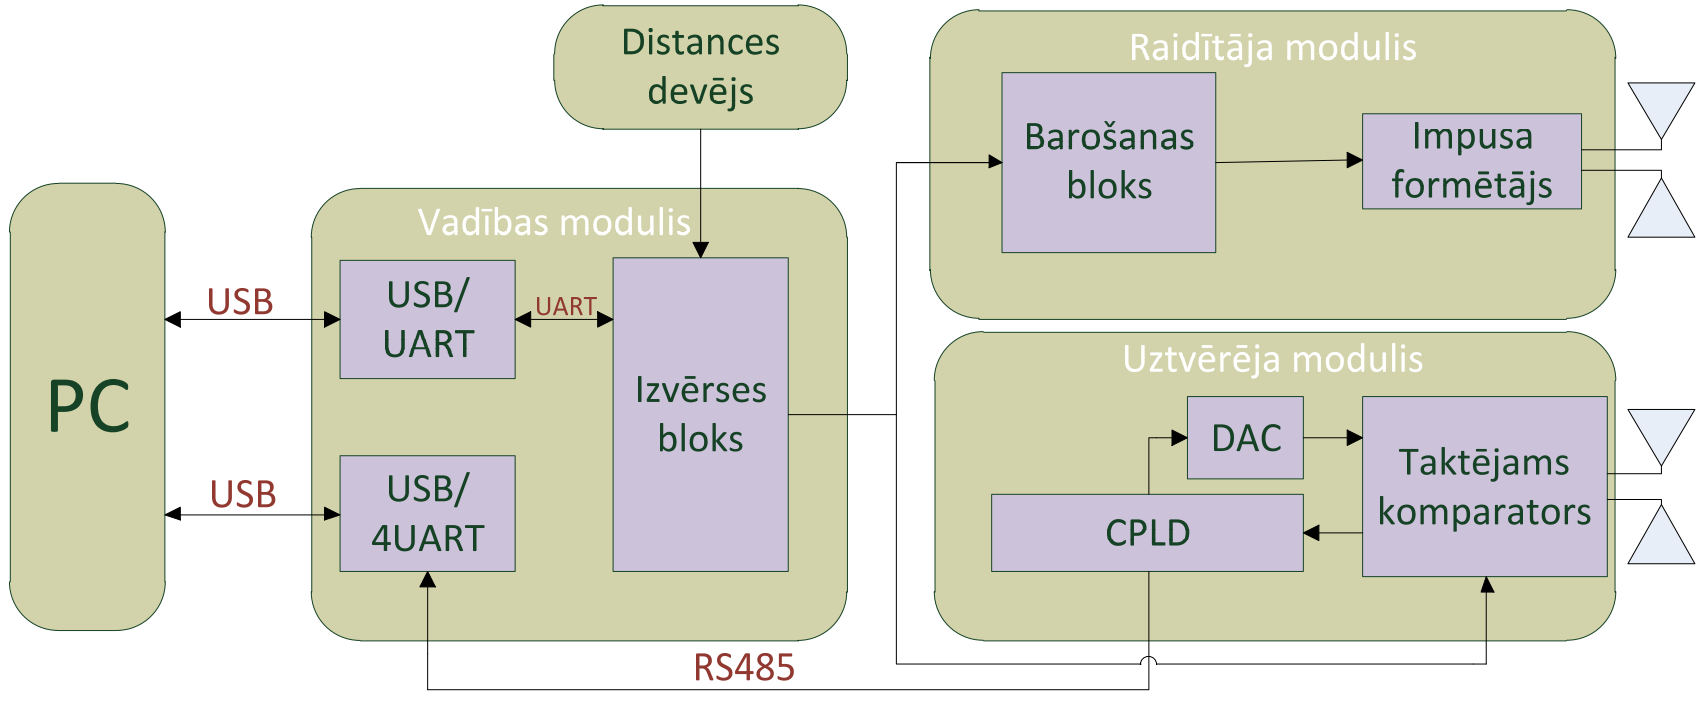 Distances
devējs
Raidītāja modulis
Barošanas
bloks
Impusa
formētājs
PC
USB
USB
Vadības modulis
USB/
UART
UART
Izvērses
bloks
USB/
4UART
RS485
Uztvērēja modulis
DAC
CPLD
Taktējams
komparators